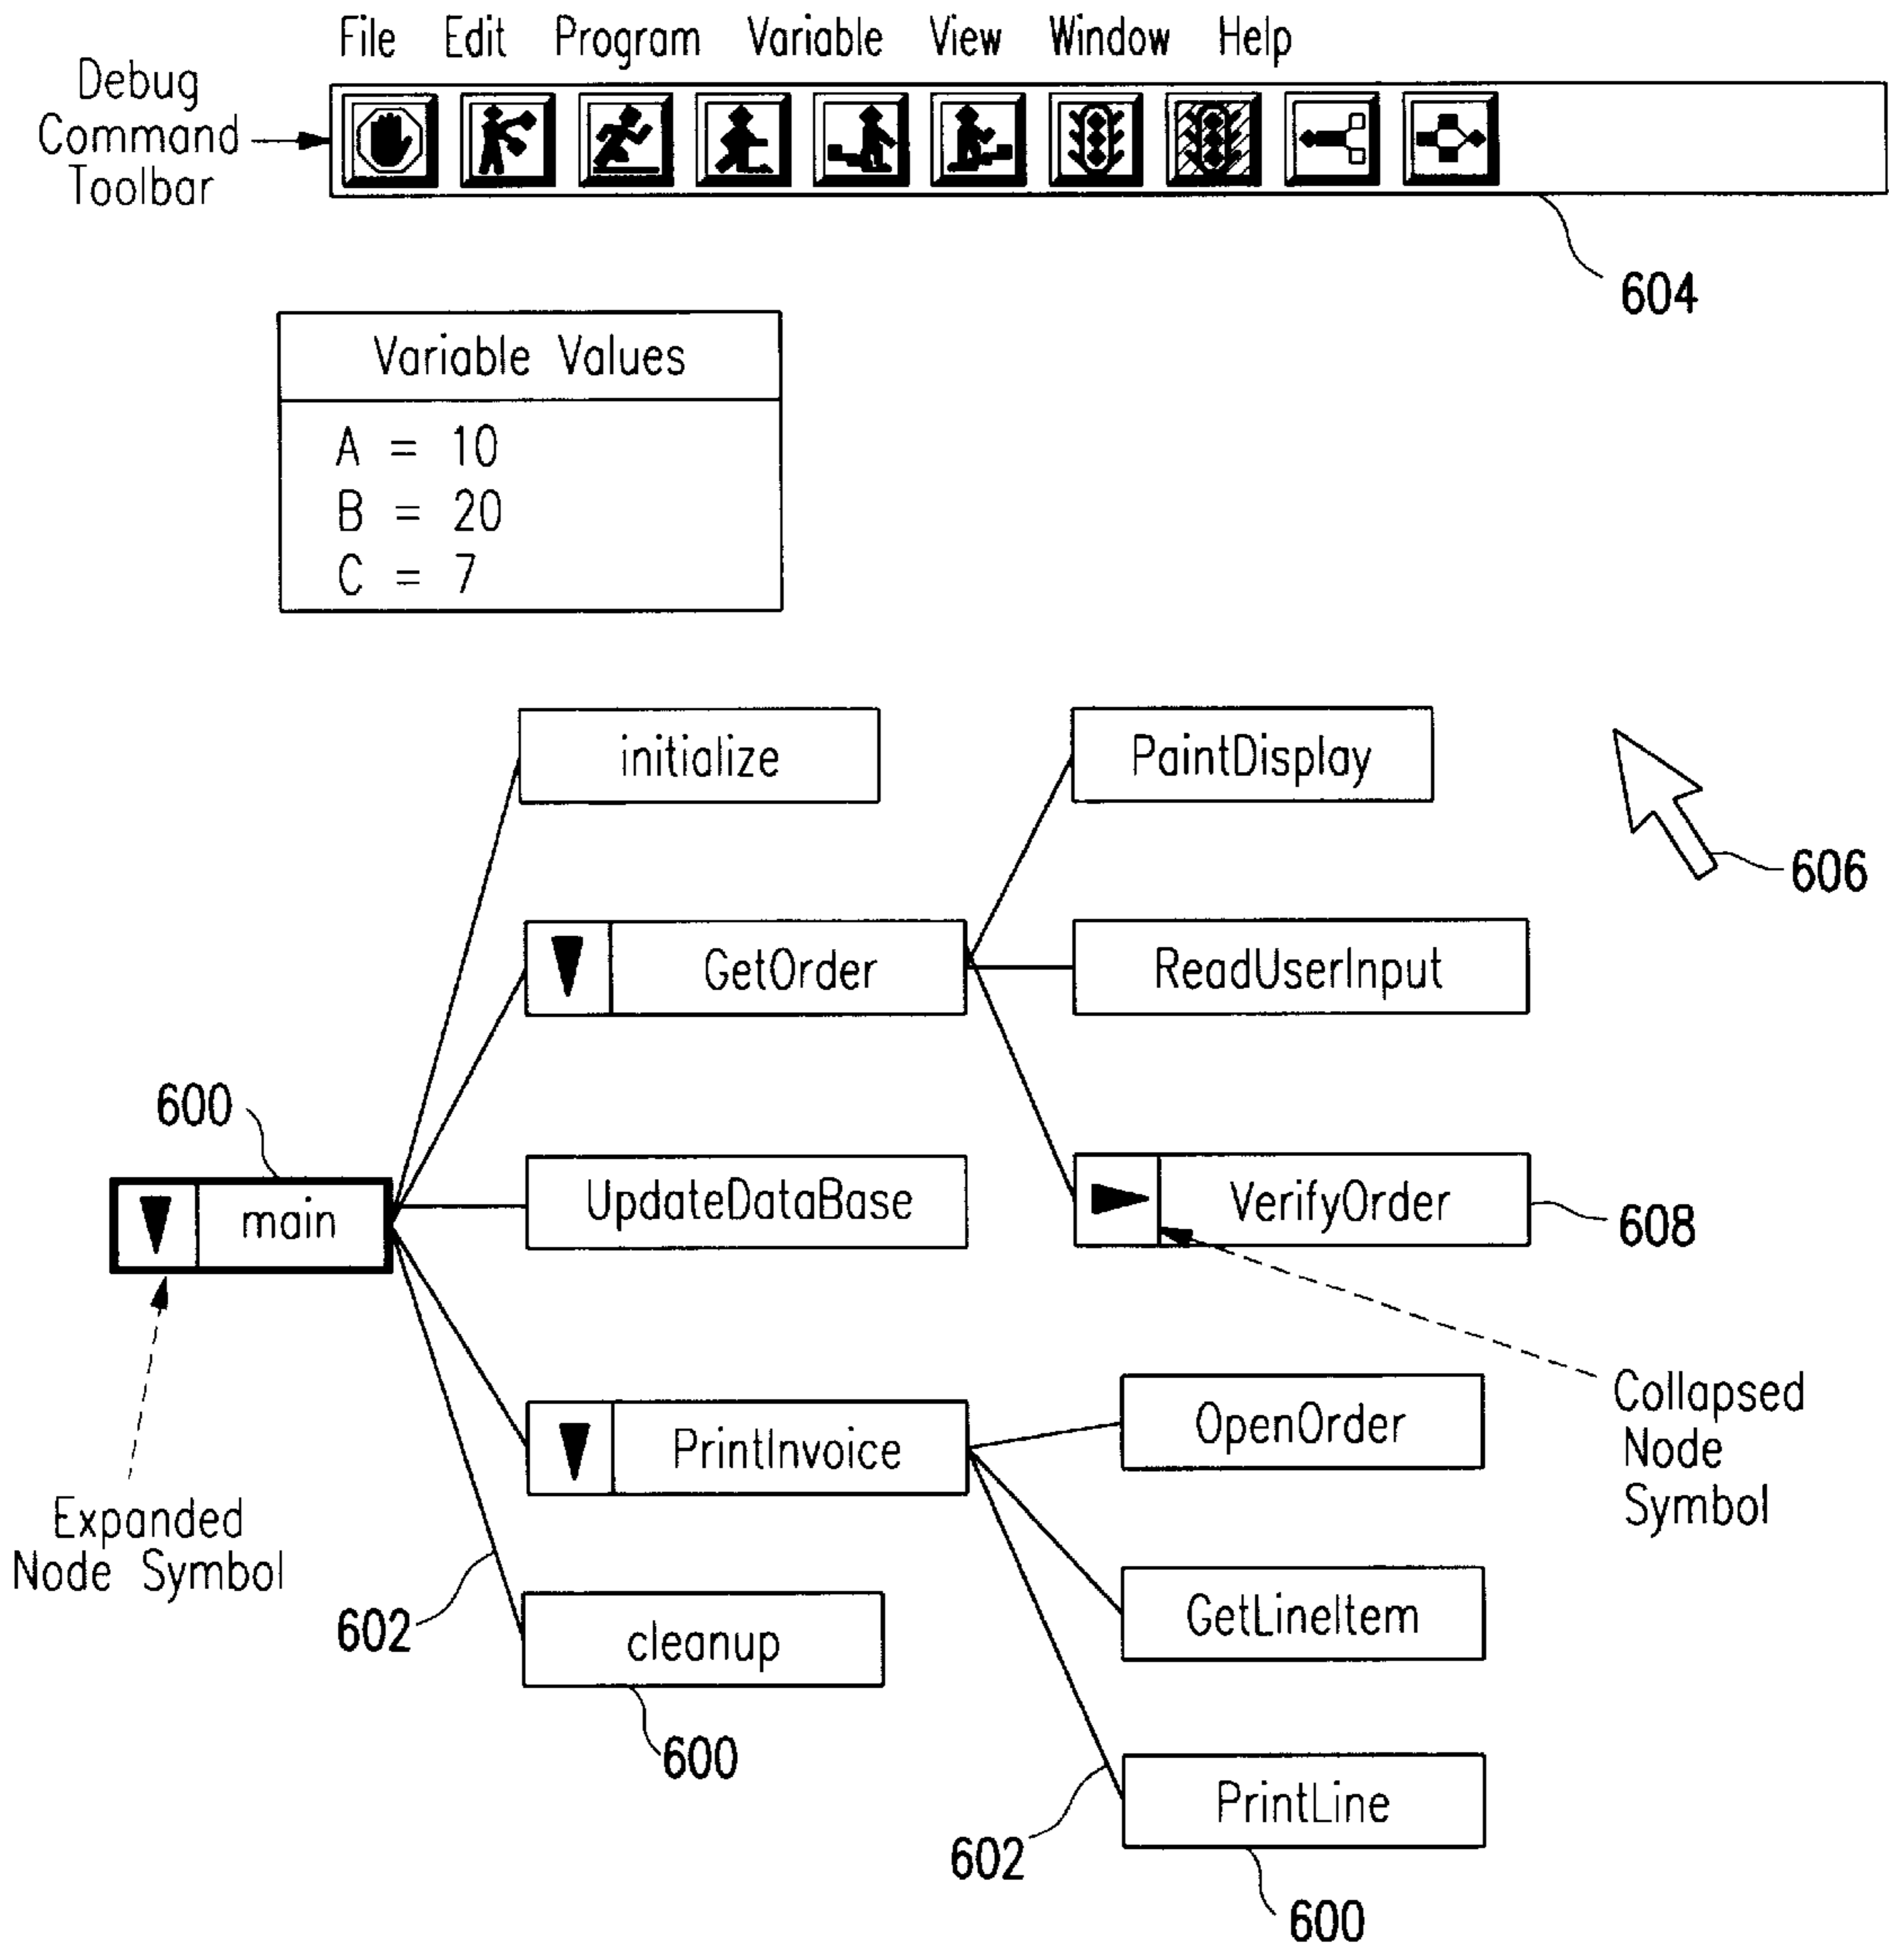 File Edit Program Variable View Window Help
Debug
Command
Toolbar
604
Variable Values
A = 10
B = 20
C = 7
initialize
PaintDisplay
606
GetOrder
ReadUserInput
600
main
UpdateDataBase
VerifyOrder
608
Collapsed
Node
Symbol
PrintInvoice
OpenOrder
Expanded
Node Symbol
602
cleanup
600
GetLineItem
602
PrintLine
600